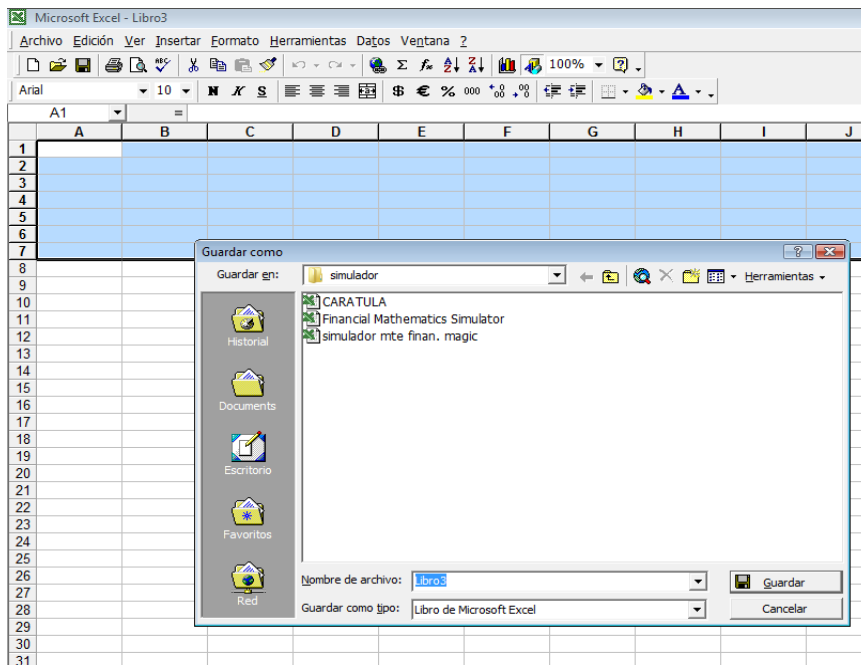 Microsoft Excel - Libro3
Archivo Edición Ver Insertar Formato Herramientas Datos Ventana ?
100%
Arial 10 N K S $ € % 000
A1 =
A B C D E F G H I J
1
2
3
4
5
6
7
Guardar como
8
Guardar en: simulador Herramientas
9
10
CARATULA
11
Financial Mathematics Simulator
12
simulador mte finan. magic
Historial
13
14
15
16
Documents
17
18
19
20
Escritorio
21
22
23
24
Favoritos
25
26
Nombre de archivo: Libro3 Guardar
27
Red
28
Guardar como tipo: Libro de Microsoft Excel Cancelar
29
30
31